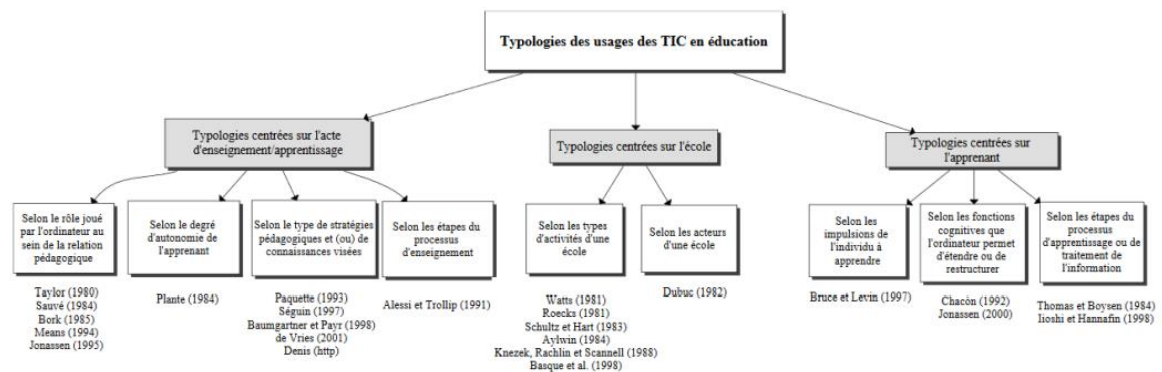 Typologies des usages des TIC en éducation
Typologies centrées sur l'acte
d'enseignement/apprentissage
Typologies centrées sur l'école
Typologies centrées sur
l'apprenant
Selon le rôle joué
par l'ordinateur au
sein de la relation
pédagogique
Selon le degré
d'autonomie de
l'apprenant
Selon le type de stratégies
pédagogiques et (ou) de
connaissances visées
Selon les étapes du
processus
d'enseignement
Selon les types
d'activités d'une
école
Selon les acteurs
d'une école
Selon les
impulsions de
l'individu à
apprendre
Selon les fonctions
cognitives que
l'ordinateur permet
d'étendre ou de
restructurer
Selon les étapes du
processus
d'apprentissage ou de
traitement de
l'information
Taylor (1980)
Sauvé (1984)
Bork (1985)
Means (1994)
Jonassen (1995)
Plante (1984)
Paquette (1993)
Séguin (1997)
Baumgartner et Payr (1998)
de Vries (2001)
Denis (http)
Alessi et Trollip (1991)
Watts (1981)
Roecks (1981)
Schultz et Hart (1983)
Aylwin (1984)
Knezek, Rachlin et Scannell (1988)
Basque et al. (1998)
Dubuc (1982)
Bruce et Levin (1997)
Chacòn (1992)
Jonassen (2000)
Thomas et Boysen (1984)
Iioshi et Hannafin (1998)